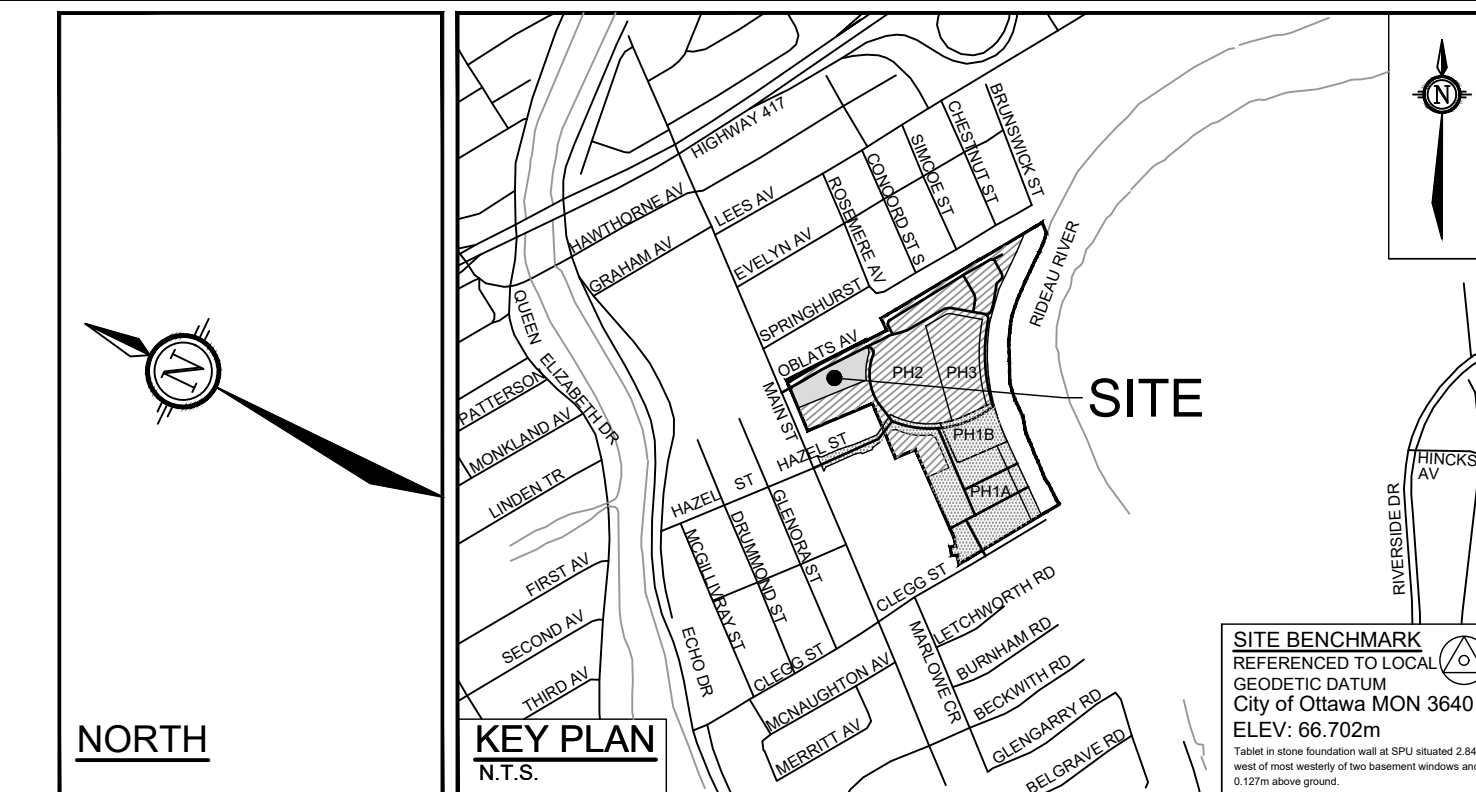 N
NORTH
HIGHWAY 417
HAWTHORNE AV
GRAHAM AV
LEES AV
EVELYN AV
SPRINGHURST
OBLATS AV
ROSEMERE AV
CONCORD ST S
SIMCOE ST
CHESTNUT ST
BRUNSWICK ST
RIDEAU RIVER
QUEEN ELIZABETH DR
PATTERSON
MONKLAND AV
LINDEN TR
FIRST AV
SECOND AV
THIRD AV
MAIN ST
HAZEL ST
HAZEL ST
GLENORA ST
DRUMMOND ST
MCGILLIVRAY ST
ECHO DR
CLEGG ST
CLEGG ST
MCNAUGHTON AV
MERRITT AV
MARLOWE CR
LETCHWORTH RD
BURNHAM RD
BECKWITH RD
GLENGARRY RD
BELGRAVE RD
PH2
PH3
PH1B
PH1A
SITE
KEY PLAN
N.T.S.
N
HINCKS
AV
RIVERSIDE DR
SITE BENCHMARK
REFERENCED TO LOCAL
GEODETIC DATUM
City of Ottawa MON 3640
ELEV: 66.702m
Tablet in stone foundation wall at SPU situated 2.84
west of most westerly of two basement windows and
0.127m above ground.